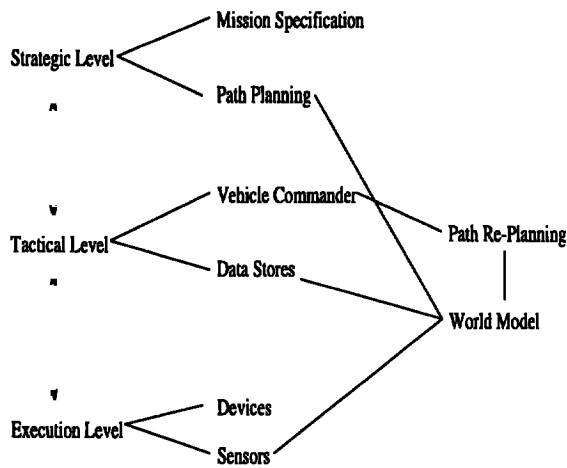 Mission Specification
Strategic Level
Path Planning
Vehicle Commander
Path Re-Planning
Tactical Level
Data Stores
World Model
Devices
Execution Level
Sensors